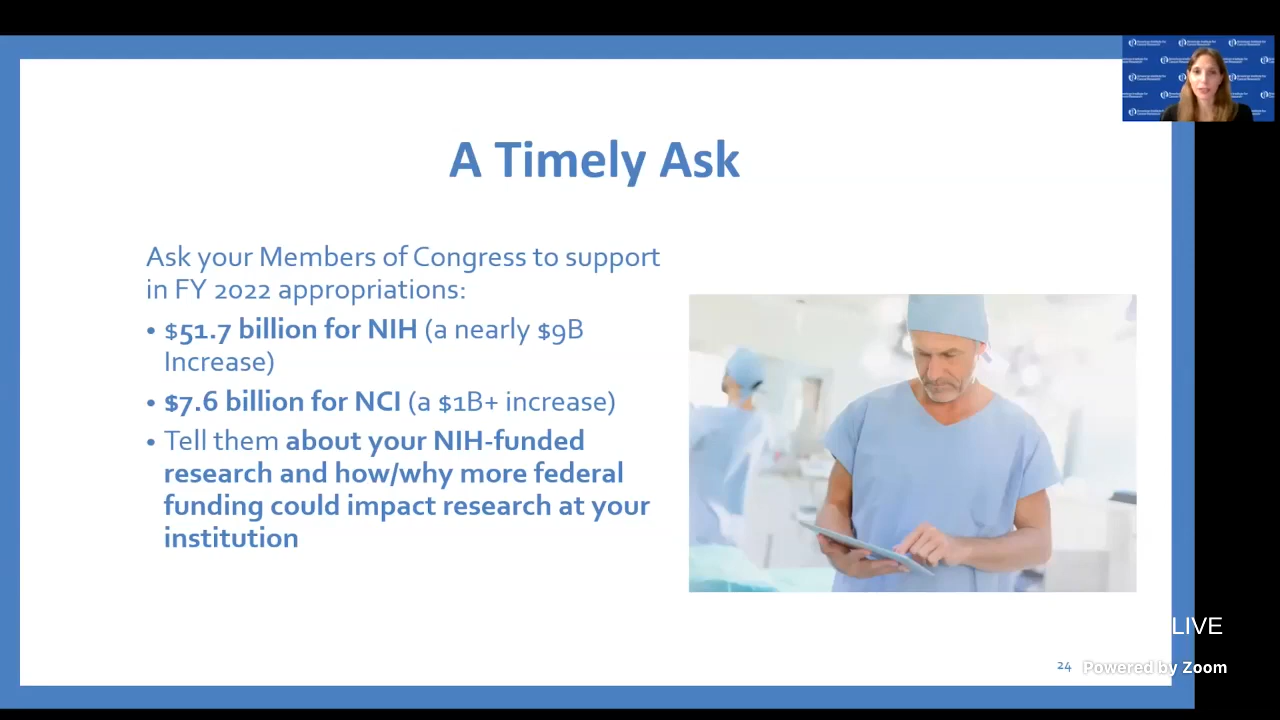 A Timely Ask
Ask your Members of Congress to support
in FY 2022 appropriations:
• $51.7 billion for NIH (a nearly $9B
Increase)
• $7.6 billion for NCI (a $1B+ increase)
• Tell them about your NIH-funded
research and how/why more federal
funding could impact research at your
institution
LIVE
24
Powered by Zoom